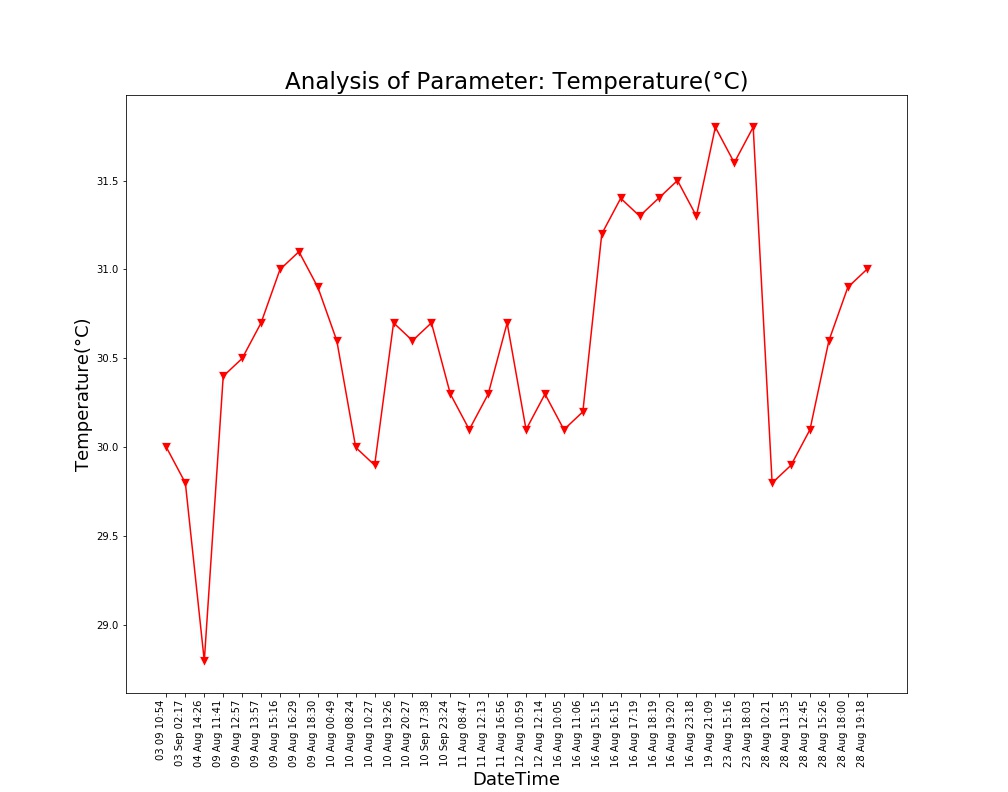 Analysis of Parameter: Temperature(°C)
Temperature(°C)
31.5
31.0
30.5
30.0
29.5
29.0
03 09 10:54
03 Sep 02:17
04 Aug 14:26
09 Aug 11:41
09 Aug 12:57
09 Aug 13:57
09 Aug 15:16
09 Aug 16:29
09 Aug 18:30
10 Aug 00:49
10 Aug 08:24
10 Aug 10:27
10 Aug 19:26
10 Aug 20:27
10 Sep 17:38
10 Sep 23:24
11 Aug 08:47
11 Aug 12:13
11 Aug 16:56
12 Aug 10:59
12 Aug 12:14
16 Aug 10:05
16 Aug 11:06
16 Aug 15:15
16 Aug 16:15
16 Aug 17:19
16 Aug 18:19
16 Aug 19:20
16 Aug 23:18
19 Aug 21:09
23 Aug 15:16
23 Aug 18:03
28 Aug 10:21
28 Aug 11:35
28 Aug 12:45
28 Aug 15:26
28 Aug 18:00
28 Aug 19:18
DateTime